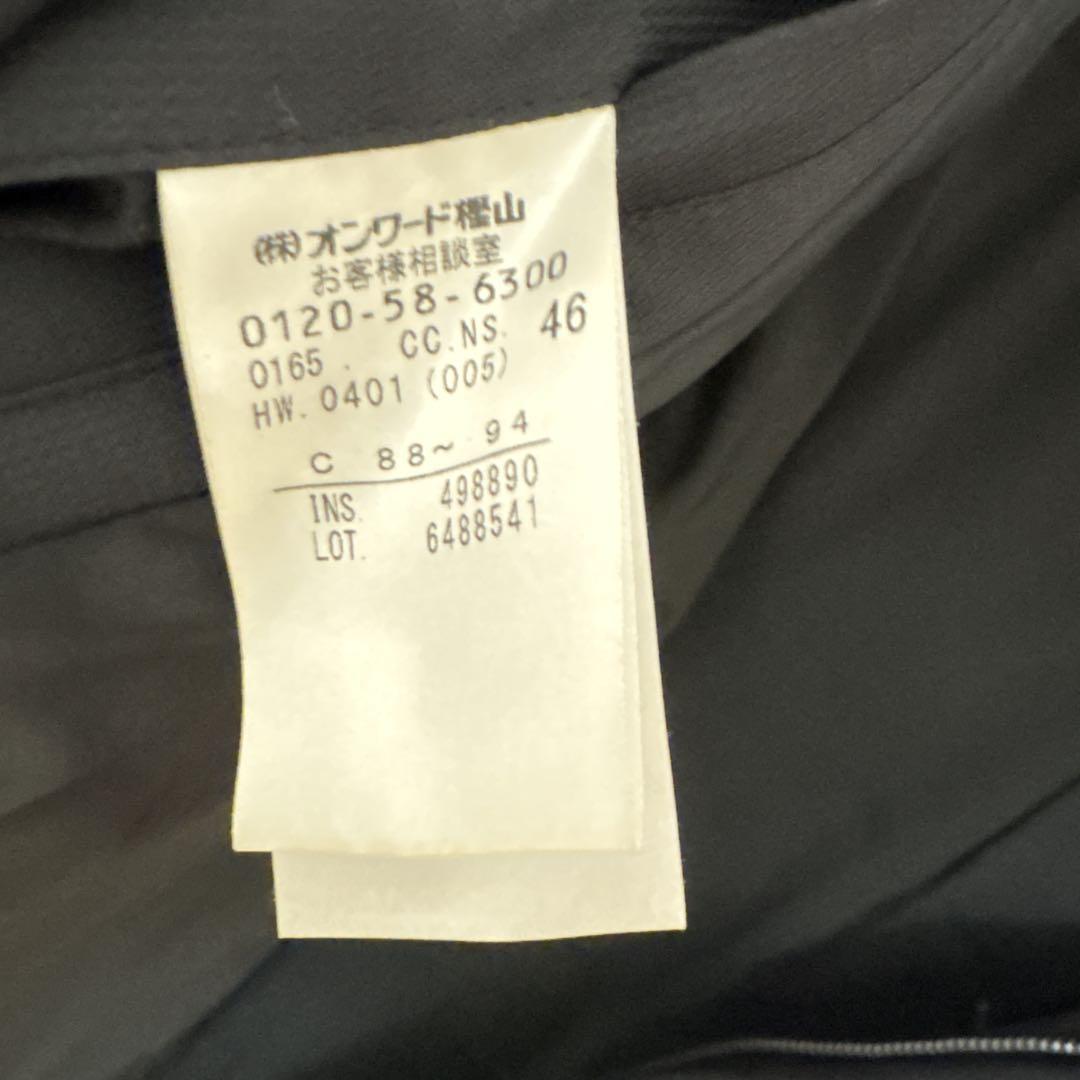 (株)オンワード樫山
お客様相談室
0120-58-6300
0165 . CC.NS. 46
HW. 0401 (005)
C 88~ 94
INS. 498890
LOT. 6488541